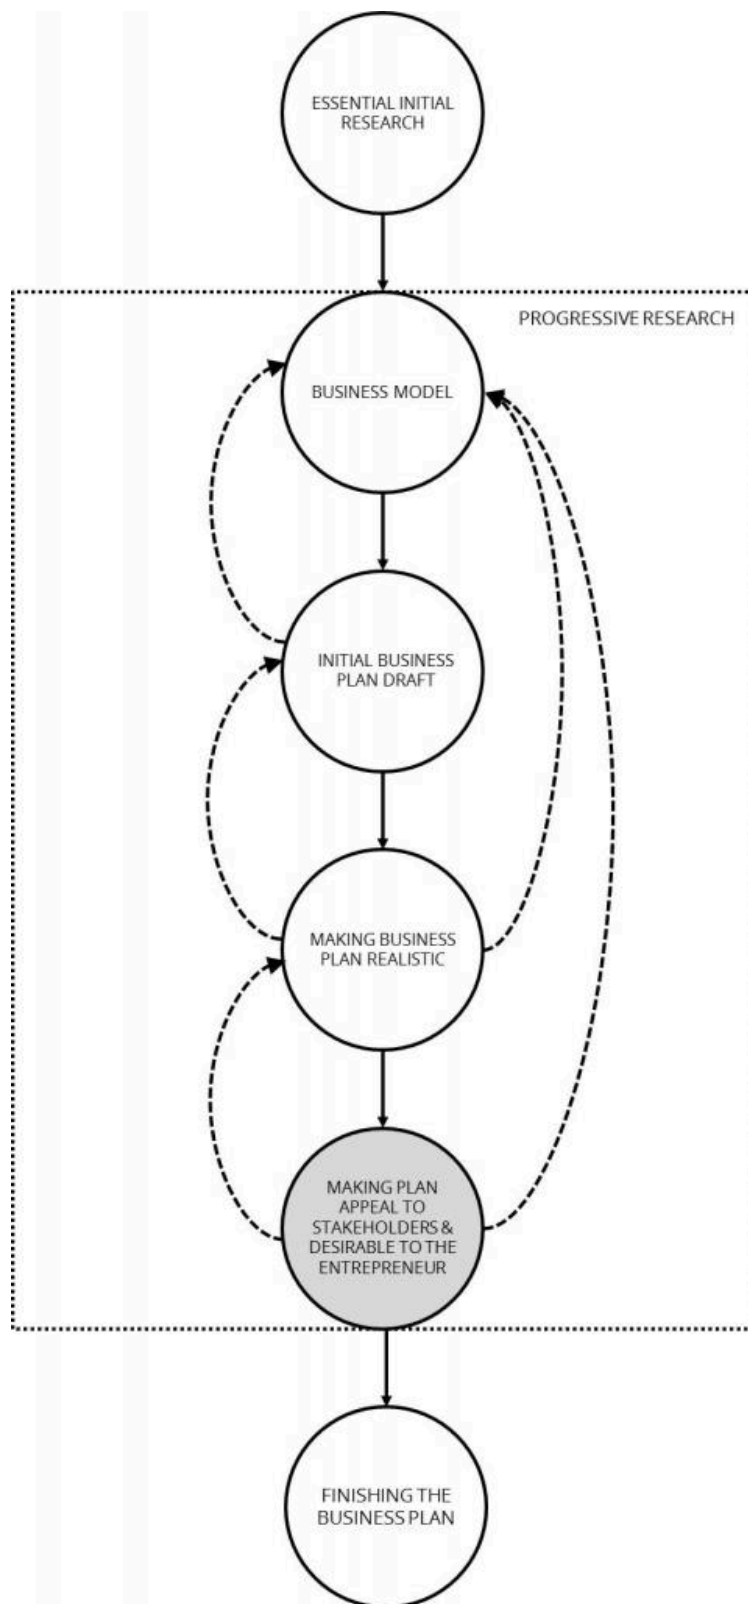 ESSENTIAL INITIAL
RESEARCH
PROGRESSIVE RESEARCH
BUSINESS MODEL
INITIAL BUSINESS
PLAN DRAFT
MAKING BUSINESS
PLAN REALISTIC
MAKING PLAN
APPEAL TO
STAKEHOLDERS &
DESIRABLE TO THE
ENTREPRENEUR
FINISHING THE
BUSINESS PLAN